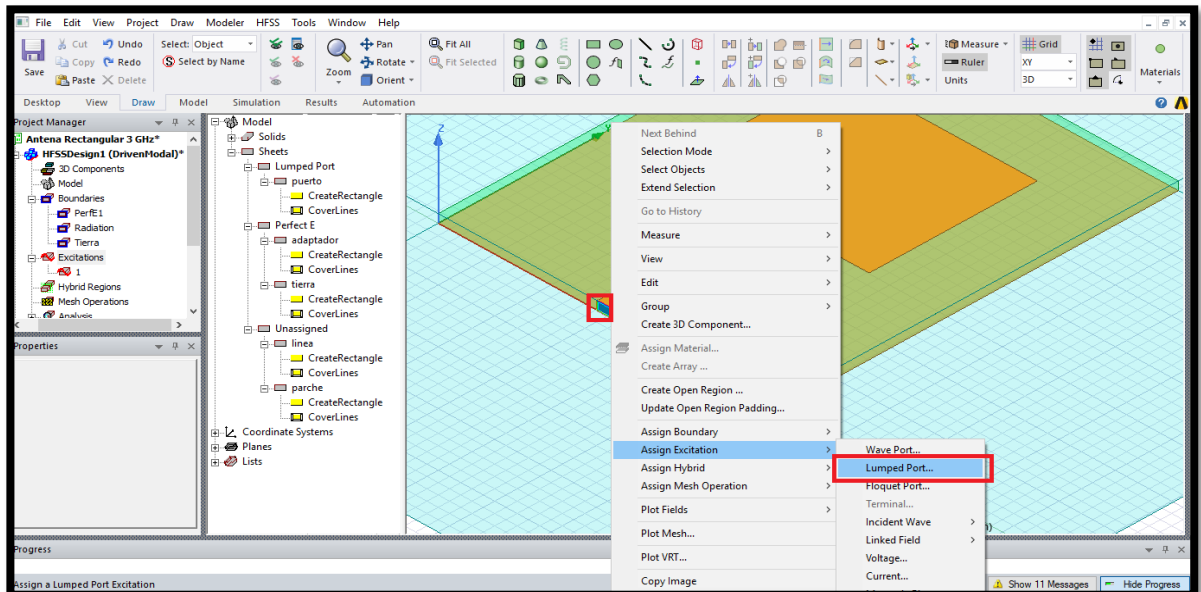 File Edit View Project Draw Modeler HFSS Tools Window Help
Save
Cut Undo
Copy Redo
Paste Delete
Select: Object
Select by Name
Zoom
Pan
Rotate
Orient
Fit All
Fit Selected
Measure
Ruler
Units
Grid
XY
3D
Materials
Desktop View Draw Model Simulation Results Automation
Project Manager
Antena Rectangular 3 GHz*
HFSSDesign1 (DrivenModal)*
3D Components
Model
Boundaries
PerfE1
Radiation
Tierra
Excitations
1
Hybrid Regions
Mesh Operations
Analysis
Properties
Model
Solids
Sheets
Lumped Port
puerto
CreateRectangle
CoverLines
Perfect E
adaptador
CreateRectangle
CoverLines
tierra
CreateRectangle
CoverLines
Unassigned
linea
CreateRectangle
CoverLines
parche
CreateRectangle
CoverLines
Coordinate Systems
Planes
Lists
Z
Y
Next Behind B
Selection Mode
Select Objects
Extend Selection
Go to History
Measure
View
Edit
Group
Create 3D Component...
Assign Material...
Create Array ...
Create Open Region ...
Update Open Region Padding...
Assign Boundary
Assign Excitation
Assign Hybrid
Assign Mesh Operation
Plot Fields
Plot Mesh...
Plot VRT...
Copy Image
Wave Port...
Lumped Port...
Floquet Port...
Terminal...
Incident Wave
Linked Field
Voltage...
Current...
Progress
Assign a Lumped Port Excitation
Show 11 Messages
Hide Progress